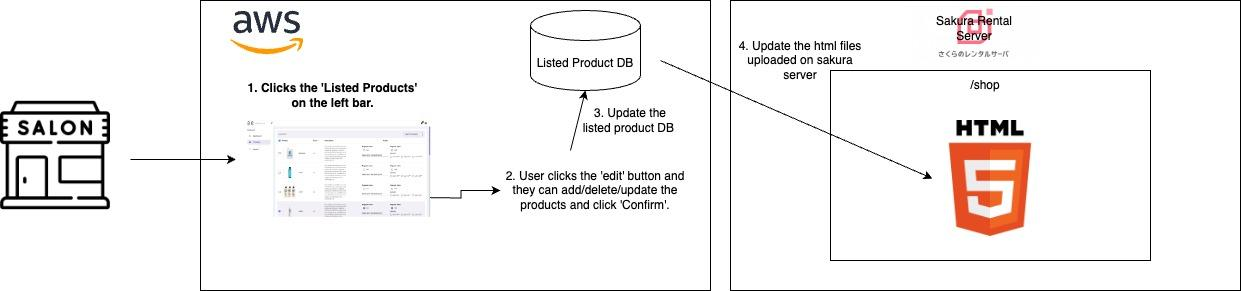 aws
Sakura Rental
Server
さくらのレンタルサーバ
4. Update the html files
uploaded on sakura
server
Listed Product DB
/shop
1. Clicks the 'Listed Products'
on the left bar.
3. Update the
listed product DB
SALON
HTML
5
2. User clicks the 'edit' button and
they can add/delete/update the
products and click 'Confirm'.